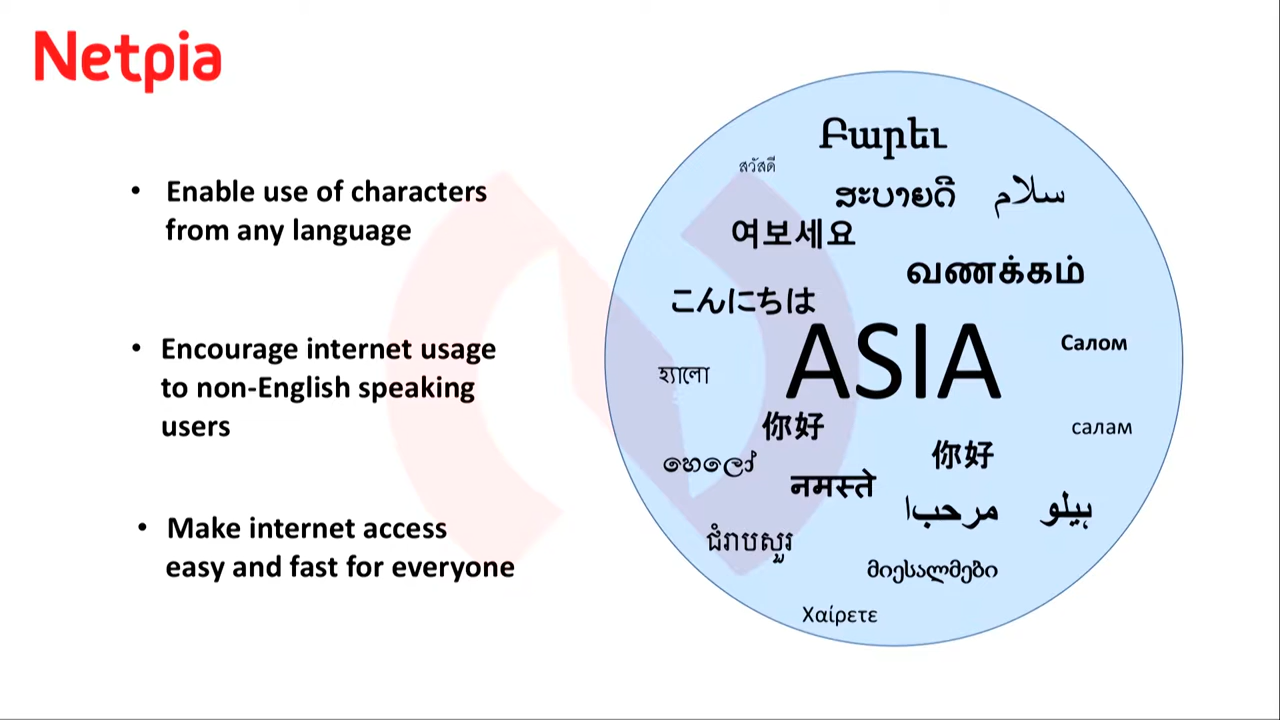 Netpia
• Enable use of characters
from any language
• Encourage internet usage
to non-English speaking
users
• Make internet access
easy and fast for everyone
Բարեւ
สวัสดี
ສະບາຍດີ
سلام
여보세요
வணக்கம்
こんにちは
ASIA
Салом
হ্যালো
你好
салам
你好
හෙලෝ
नमस्ते
مرحبا
ہیلو
ជំរាបសួរ
მიესალმები
Χαίρετε